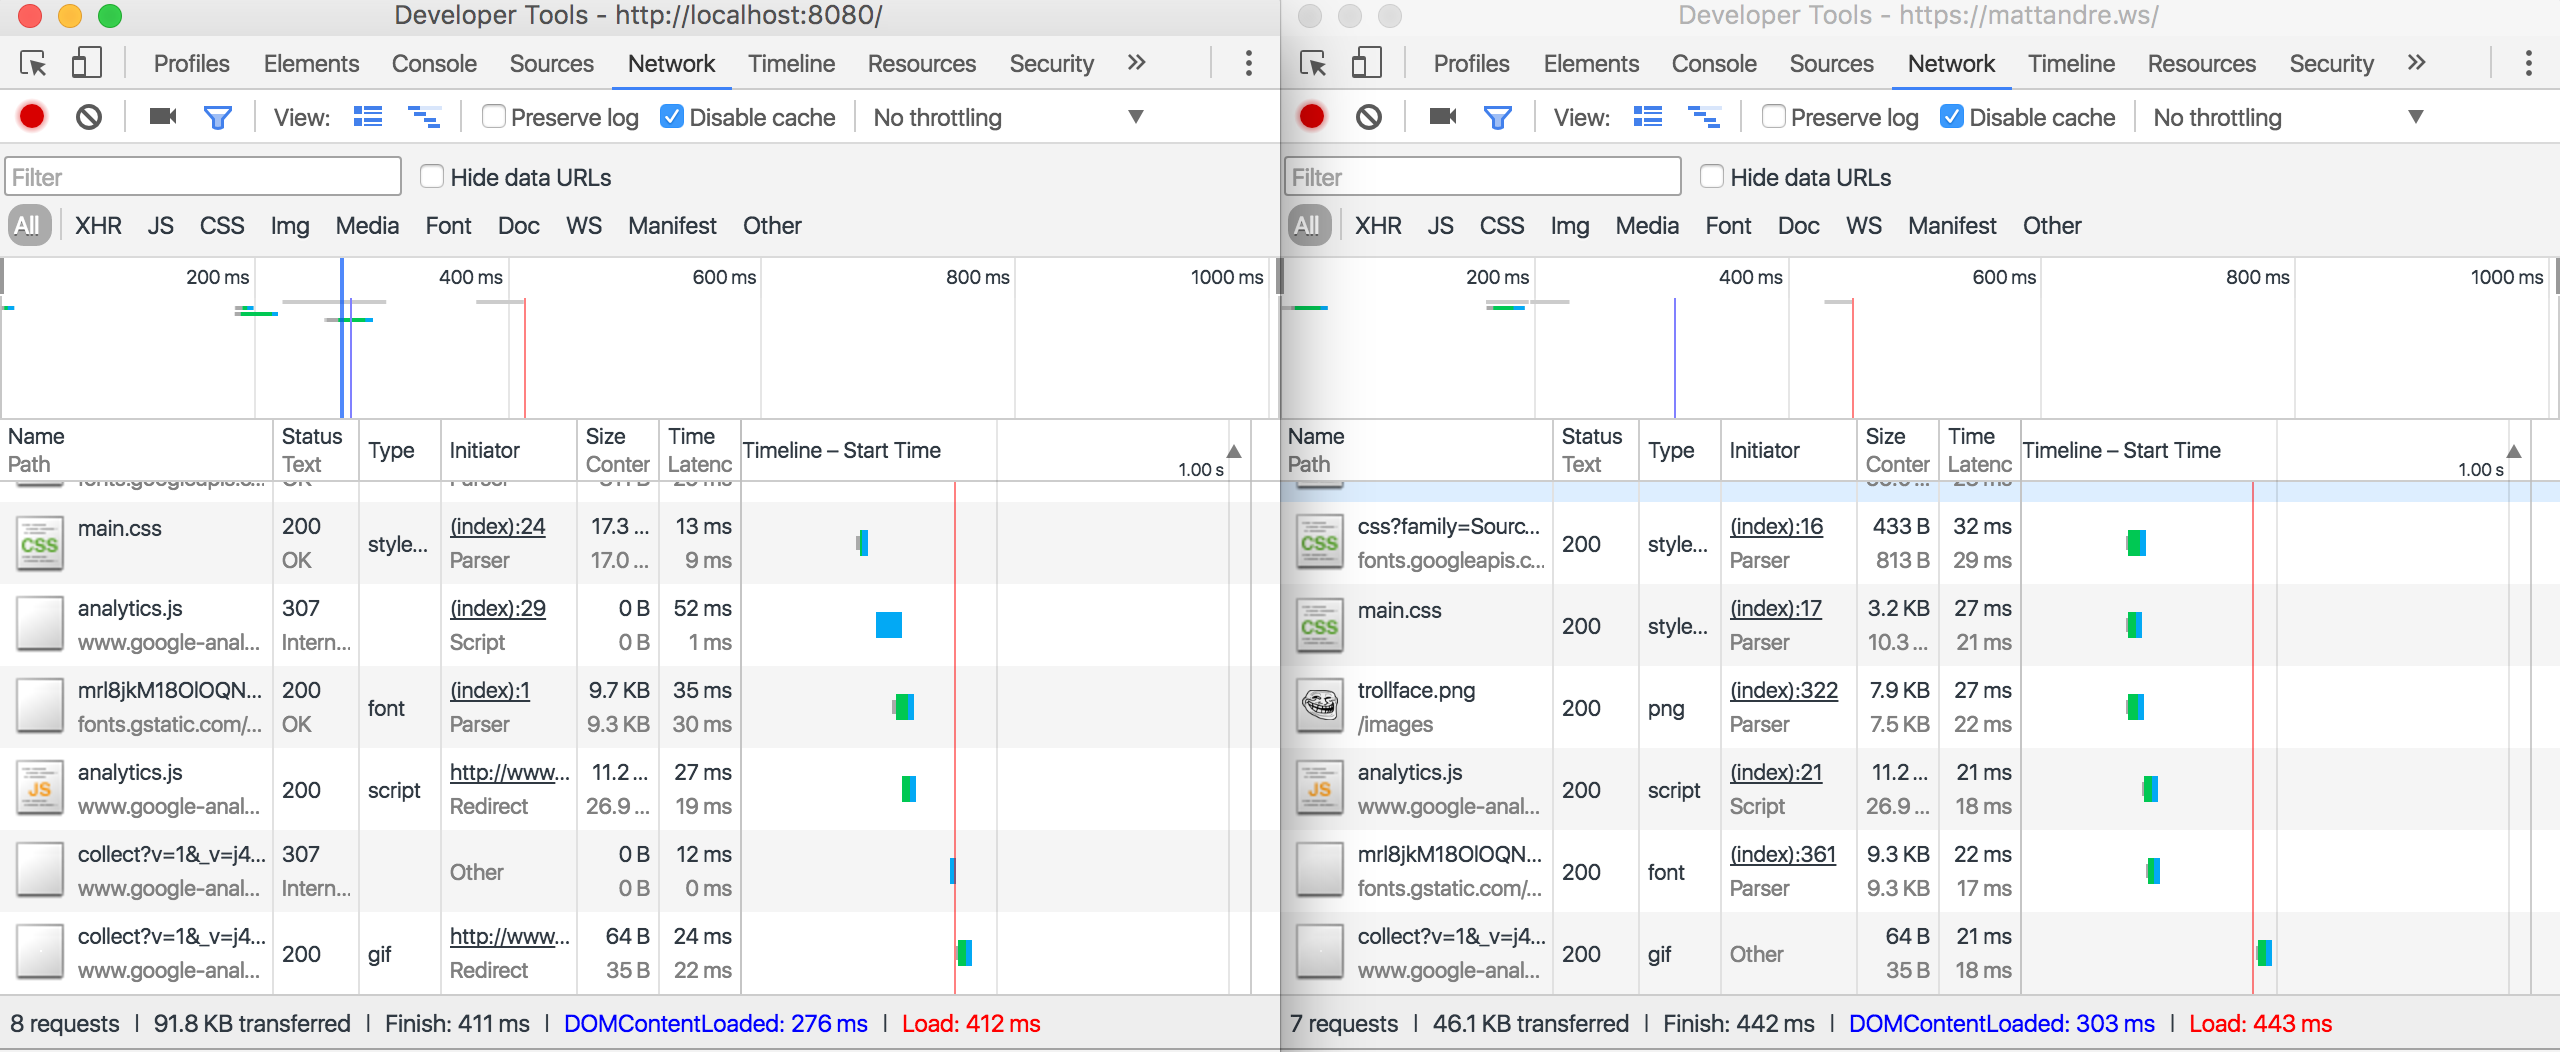 Developer Tools - http://localhost:8080/
Profiles Elements Console Sources Network Timeline Resources Security »
View: Preserve log Disable cache No throttling
Filter Hide data URLs
All XHR JS CSS Img Media Font Doc WS Manifest Other
200 ms 400 ms 600 ms 800 ms 1000 ms
Name Status Type Initiator Size Time Timeline – Start Time
Path Text Conter Latenc 1.00 s
main.css 200 style... (index):24 17.3 ... 13 ms
OK Parser 17.0 ... 9 ms
analytics.js 307 (index):29 0 B 52 ms
www.google-anal... Intern... Script 0 B 1 ms
mrl8jkM18OlOQN... 200 font (index):1 9.7 KB 35 ms
fonts.gstatic.com/... OK Parser 9.3 KB 30 ms
analytics.js 200 script http://www... 11.2 ... 27 ms
www.google-anal... Redirect 26.9 ... 19 ms
collect?v=1&_v=j4... 307 Other 0 B 12 ms
www.google-anal... Intern... 0 B 0 ms
collect?v=1&_v=j4... 200 gif http://www... 64 B 24 ms
www.google-anal... Redirect 35 B 22 ms
8 requests | 91.8 KB transferred | Finish: 411 ms | DOMContentLoaded: 276 ms | Load: 412 ms
Developer Tools - https://mattandre.ws/
Profiles Elements Console Sources Network Timeline Resources Security »
View: Preserve log Disable cache No throttling
Filter Hide data URLs
All XHR JS CSS Img Media Font Doc WS Manifest Other
200 ms 400 ms 600 ms 800 ms 1000 ms
Name Status Type Initiator Size Time Timeline – Start Time
Path Text Conter Latenc 1.00 s
css?family=Sourc... 200 style... (index):16 433 B 32 ms
fonts.googleapis.c... Parser 813 B 29 ms
main.css 200 style... (index):17 3.2 KB 27 ms
Parser 10.3 ... 21 ms
trollface.png 200 png (index):322 7.9 KB 27 ms
/images Parser 7.5 KB 22 ms
analytics.js 200 script (index):21 11.2 ... 21 ms
www.google-anal... Script 26.9 ... 18 ms
mrl8jkM18OlOQN... 200 font (index):361 9.3 KB 22 ms
fonts.gstatic.com/... Parser 9.3 KB 17 ms
collect?v=1&_v=j4... 200 gif Other 64 B 21 ms
www.google-anal... 35 B 18 ms
7 requests | 46.1 KB transferred | Finish: 442 ms | DOMContentLoaded: 303 ms | Load: 443 ms